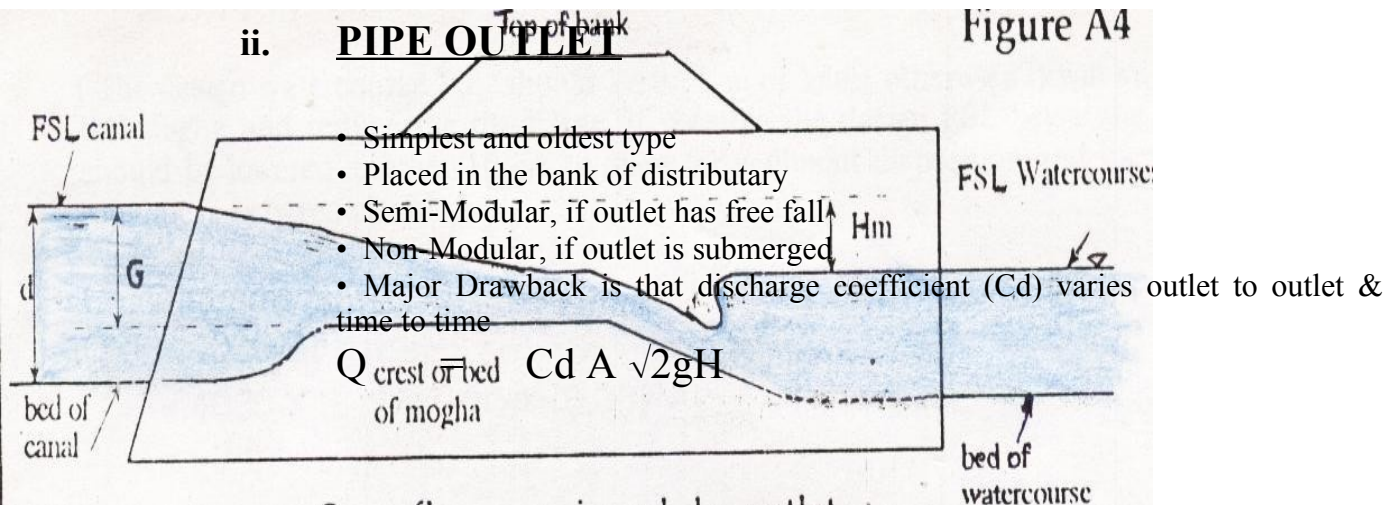 Top of bank
Figure A4
ii. PIPE OUTLET
FSL canal
• Simplest and oldest type
• Placed in the bank of distributary
FSL Watercourse
• Semi-Modular, if outlet has free fall
Hm
• Non-Modular, if outlet is submerged
G
d
• Major Drawback is that discharge coefficient (Cd) varies outlet to outlet &
time to time
Q = Cd A √2gH
crest or bed
of mogha
bed of
canal
bed of
watercourse